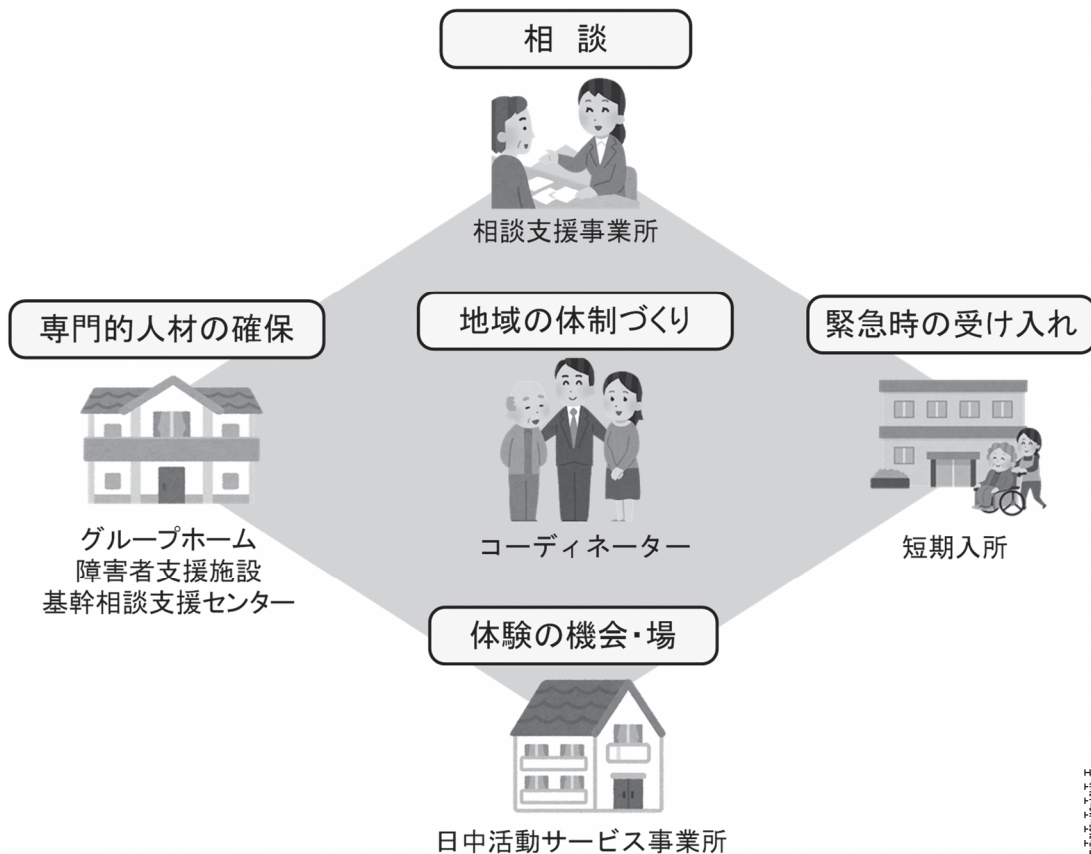 相 談
相談支援事業所
専門的人材の確保
地域の体制づくり
緊急時の受け入れ
グループホーム
障害者支援施設
基幹相談支援センター
コーディネーター
短期入所
体験の機会・場
日中活動サービス事業所